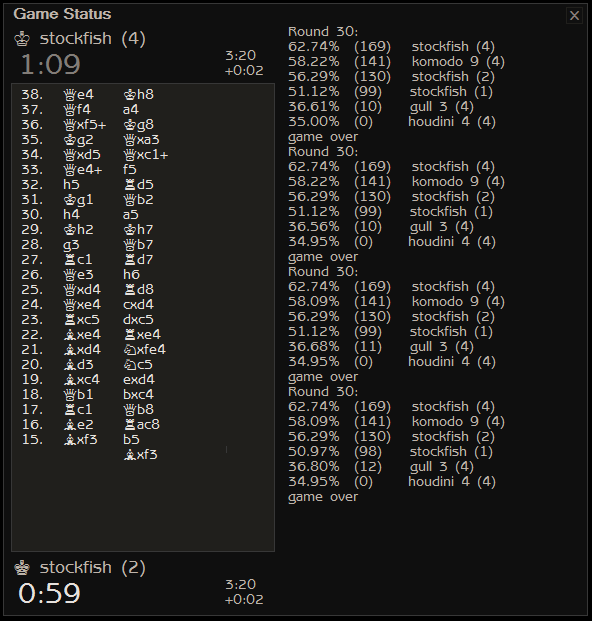 Game Status
♔ stockfish (4)
1:09
3:20
+0:02
38. ♕e4 ♔h8
37. ♕f4 a4
36. ♕xf5+ ♔g8
35. ♔g2 ♕xa3
34. ♕xd5 ♕xc1+
33. ♕e4+ f5
32. h5 ♖d5
31. ♔g1 ♕b2
30. h4 a5
29. ♔h2 ♔h7
28. g3 ♕b7
27. ♖c1 ♖d7
26. ♕e3 h6
25. ♕xd4 ♖d8
24. ♕xe4 cxd4
23. ♖xc5 dxc5
22. ♗xe4 ♖xe4
21. ♗xd4 ♘xfe4
20. ♗d3 ♘c5
19. ♗xc4 exd4
18. ♕b1 bxc4
17. ♖c1 ♕b8
16. ♗e2 ♖ac8
15. ♗xf3 b5
♗xf3
♚ stockfish (2)
0:59
3:20
+0:02
Round 30:
62.74% (169) stockfish (4)
58.22% (141) komodo 9 (4)
56.29% (130) stockfish (2)
51.12% (99) stockfish (1)
36.61% (10) gull 3 (4)
35.00% (0) houdini 4 (4)
game over
Round 30:
62.74% (169) stockfish (4)
58.22% (141) komodo 9 (4)
56.29% (130) stockfish (2)
51.12% (99) stockfish (1)
36.56% (10) gull 3 (4)
34.95% (0) houdini 4 (4)
game over
Round 30:
62.74% (169) stockfish (4)
58.09% (141) komodo 9 (4)
56.29% (130) stockfish (2)
51.12% (99) stockfish (1)
36.68% (11) gull 3 (4)
34.95% (0) houdini 4 (4)
game over
Round 30:
62.74% (169) stockfish (4)
58.09% (141) komodo 9 (4)
56.29% (130) stockfish (2)
50.97% (98) stockfish (1)
36.80% (12) gull 3 (4)
34.95% (0) houdini 4 (4)
game over